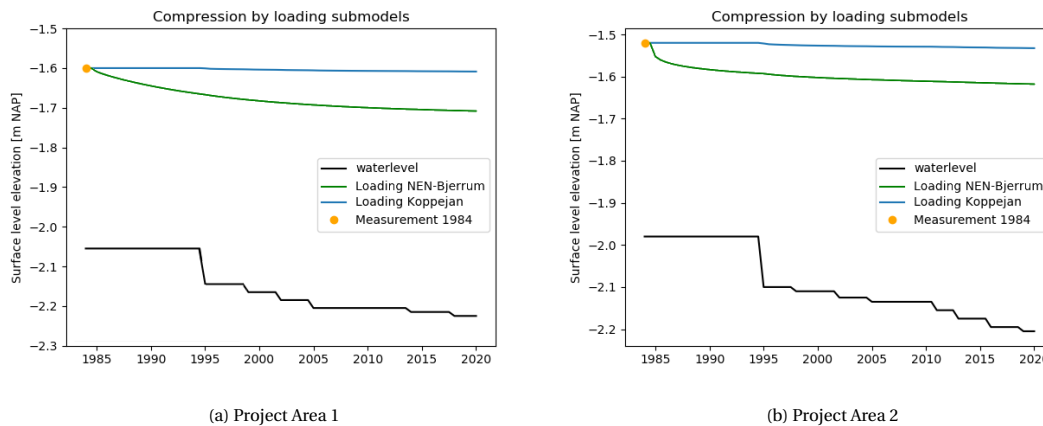 Compression by loading submodels
Surface level elevation [m NAP]
−1.5
−1.6
−1.7
−1.8
−1.9
−2.0
−2.1
−2.2
−2.3
waterlevel
Loading NEN-Bjerrum
Loading Koppejan
Measurement 1984
1985 1990 1995 2000 2005 2010 2015 2020
(a) Project Area 1
Compression by loading submodels
Surface level elevation [m NAP]
−1.5
−1.6
−1.7
−1.8
−1.9
−2.0
−2.1
−2.2
waterlevel
Loading NEN-Bjerrum
Loading Koppejan
Measurement 1984
1985 1990 1995 2000 2005 2010 2015 2020
(b) Project Area 2